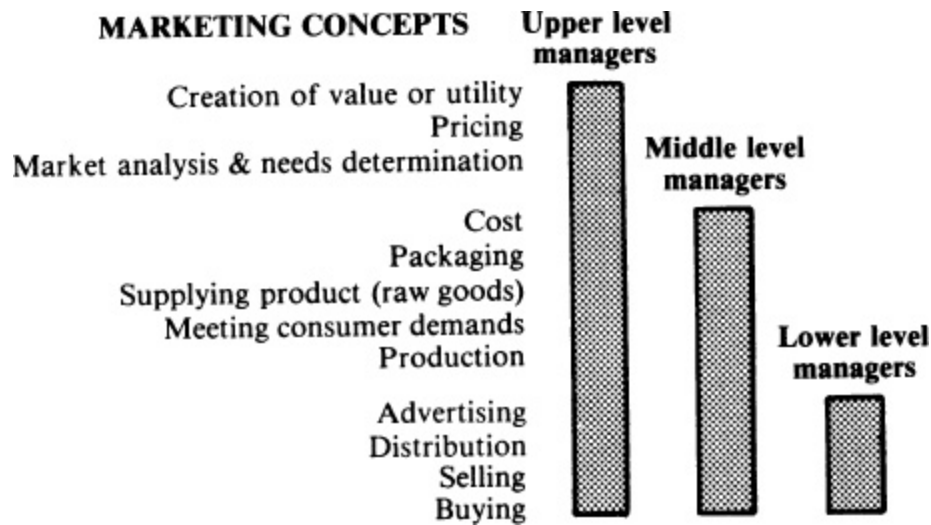 MARKETING CONCEPTS
Upper level
managers
Creation of value or utility
Pricing
Market analysis & needs determination
Middle level
managers
Cost
Packaging
Supplying product (raw goods)
Meeting consumer demands
Production
Lower level
managers
Advertising
Distribution
Selling
Buying